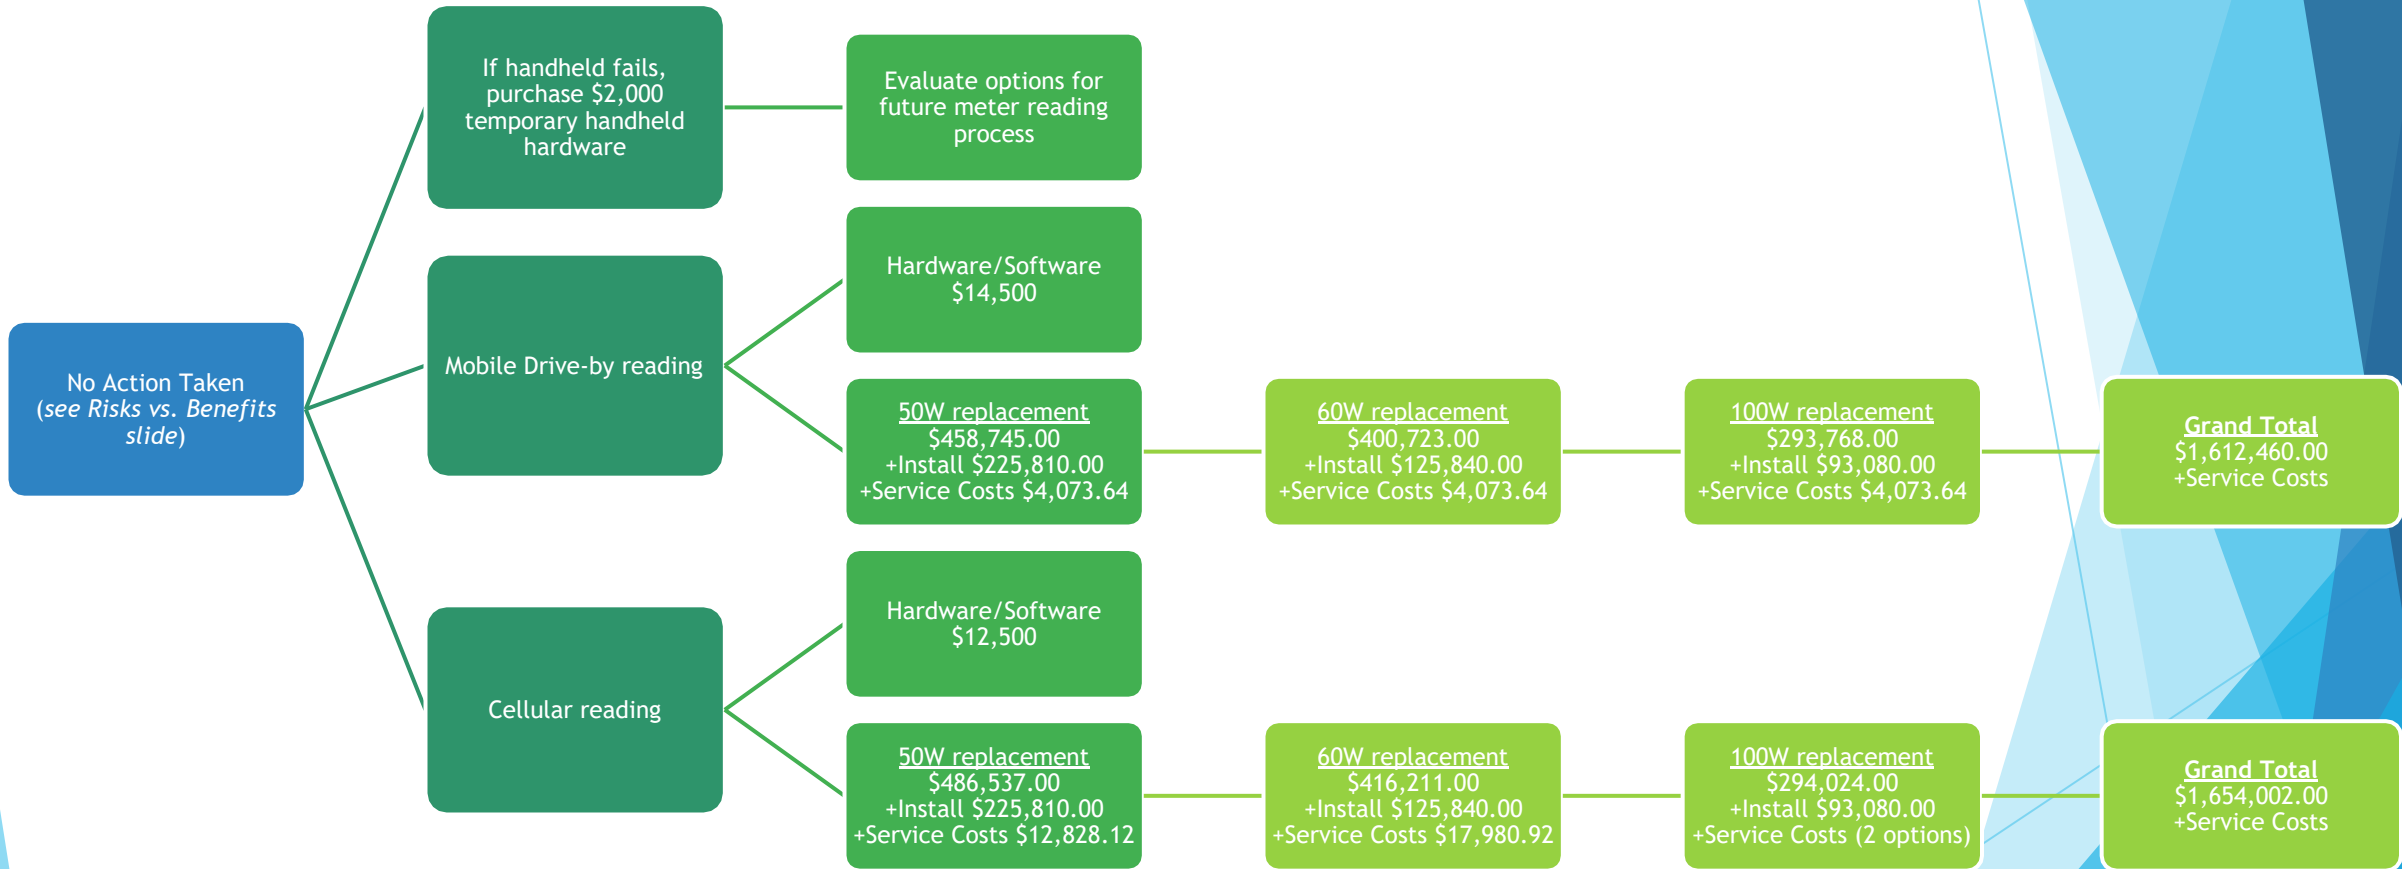 No Action Taken
(see Risks vs. Benefits
slide)
If handheld fails,
purchase $2,000
temporary handheld
hardware
Evaluate options for
future meter reading
process
Mobile Drive-by reading
Hardware/Software
$14,500
50W replacement
$458,745.00
+Install $225,810.00
+Service Costs $4,073.64
60W replacement
$400,723.00
+Install $125,840.00
+Service Costs $4,073.64
100W replacement
$293,768.00
+Install $93,080.00
+Service Costs $4,073.64
Grand Total
$1,612,460.00
+Service Costs
Cellular reading
Hardware/Software
$12,500
50W replacement
$486,537.00
+Install $225,810.00
+Service Costs $12,828.12
60W replacement
$416,211.00
+Install $125,840.00
+Service Costs $17,980.92
100W replacement
$294,024.00
+Install $93,080.00
+Service Costs (2 options)
Grand Total
$1,654,002.00
+Service Costs